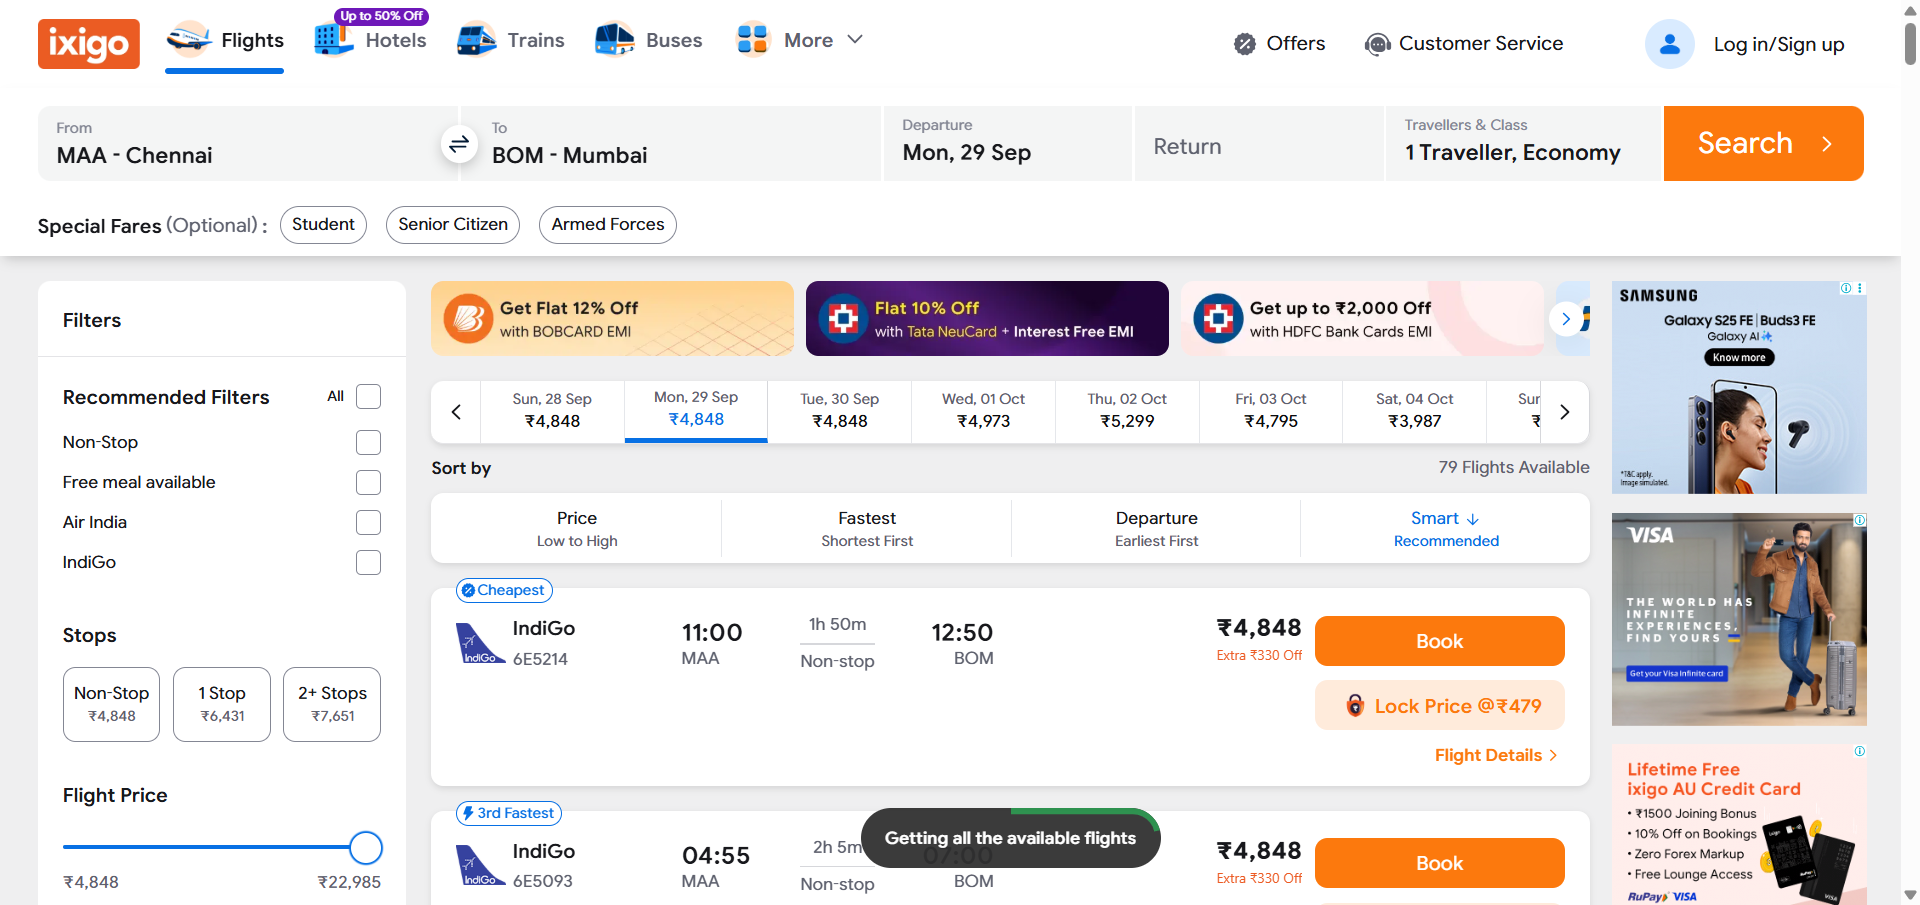 ixigo
Flights
Up to 50% Off
Hotels
Trains
Buses
More
Offers
Customer Service
Log in/Sign up
From
MAA - Chennai
To
BOM - Mumbai
Departure
Mon, 29 Sep
Return
Travellers & Class
1 Traveller, Economy
Search
Special Fares (Optional) :
Student
Senior Citizen
Armed Forces
Filters
Recommended Filters
All
Non-Stop
Free meal available
Air India
IndiGo
Stops
Non-Stop
₹4,848
1 Stop
₹6,431
2+ Stops
₹7,651
Flight Price
₹4,848
₹22,985
Get Flat 12% Off
with BOBCARD EMI
Flat 10% Off
with Tata NeuCard + Interest Free EMI
Get up to ₹2,000 Off
with HDFC Bank Cards EMI
Sun, 28 Sep
₹4,848
Mon, 29 Sep
₹4,848
Tue, 30 Sep
₹4,848
Wed, 01 Oct
₹4,973
Thu, 02 Oct
₹5,299
Fri, 03 Oct
₹4,795
Sat, 04 Oct
₹3,987
Sur
₹
Sort by
79 Flights Available
Price
Low to High
Fastest
Shortest First
Departure
Earliest First
Smart
Recommended
Cheapest
IndiGo
IndiGo
6E5214
11:00
MAA
1h 50m
Non-stop
12:50
BOM
₹4,848
Extra ₹330 Off
Book
Lock Price @₹479
Flight Details
3rd Fastest
IndiGo
IndiGo
6E5093
04:55
MAA
2h 5m
Non-stop
07:00
BOM
₹4,848
Extra ₹330 Off
Book
Getting all the available flights
SAMSUNG
Galaxy S25 FE | Buds3 FE
Galaxy AI
Know more
*T&C apply.
Image simulated.
VISA
THE WORLD HAS
INFINITE
EXPERIENCES,
FIND YOURS
Get your Visa Infinite card
Lifetime Free
ixigo AU Credit Card
• ₹1500 Joining Bonus
• 10% Off on Bookings
• Zero Forex Markup
• Free Lounge Access
RuPay VISA